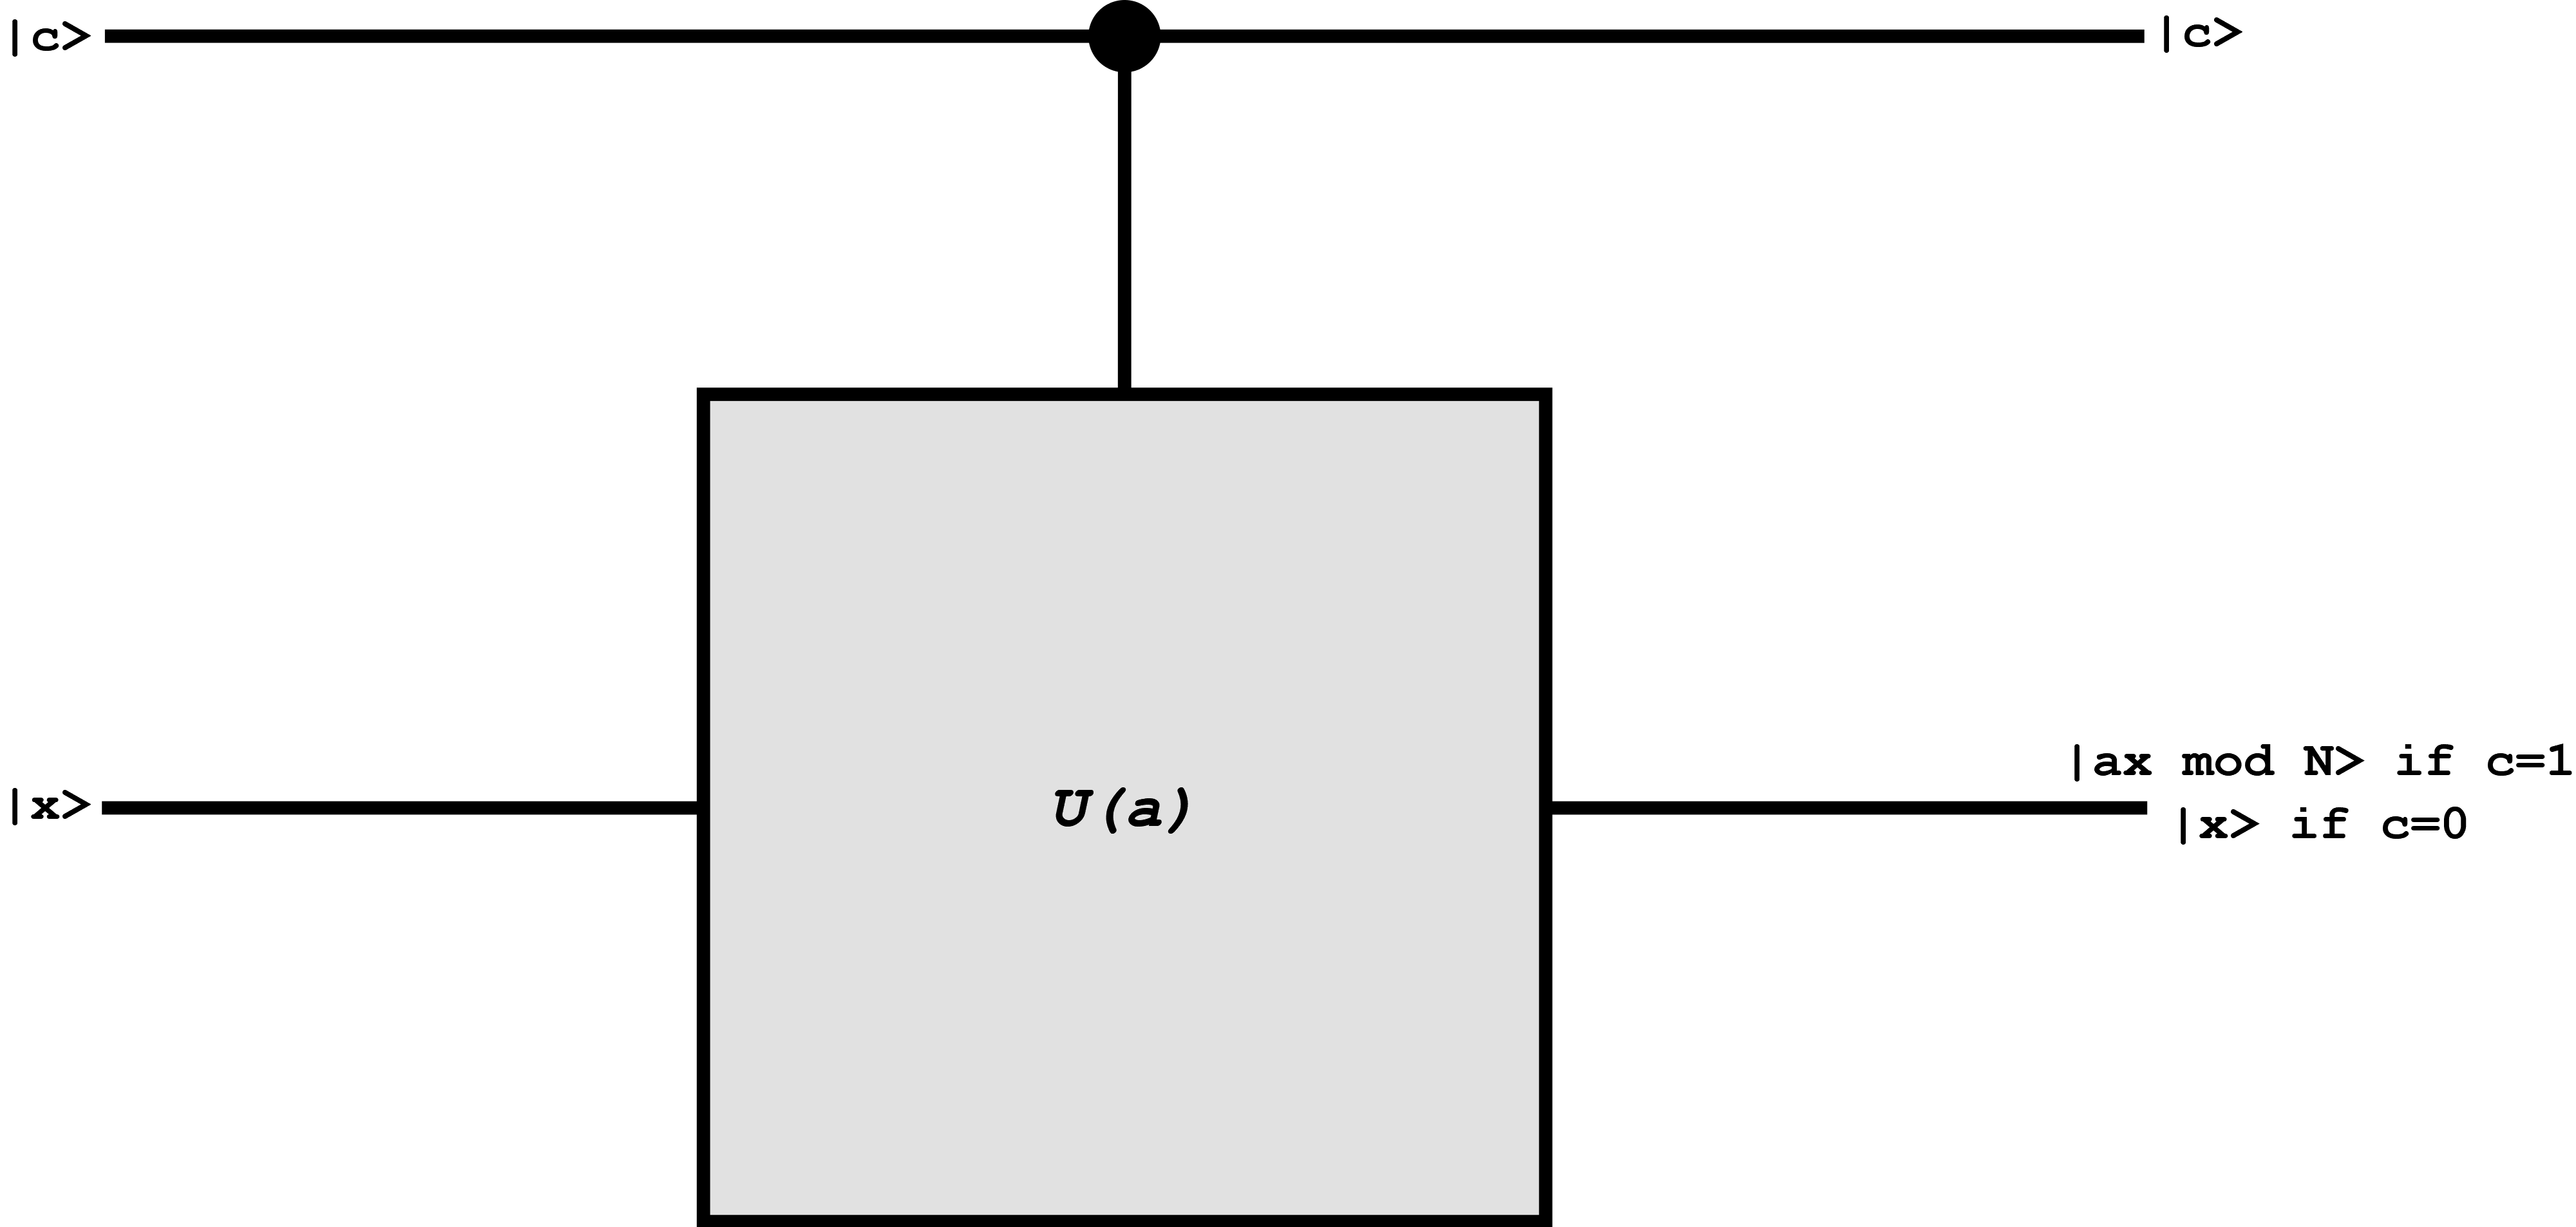 |c>
|c>
|x>
U(a)
|ax mod N> if c=1
|x> if c=0